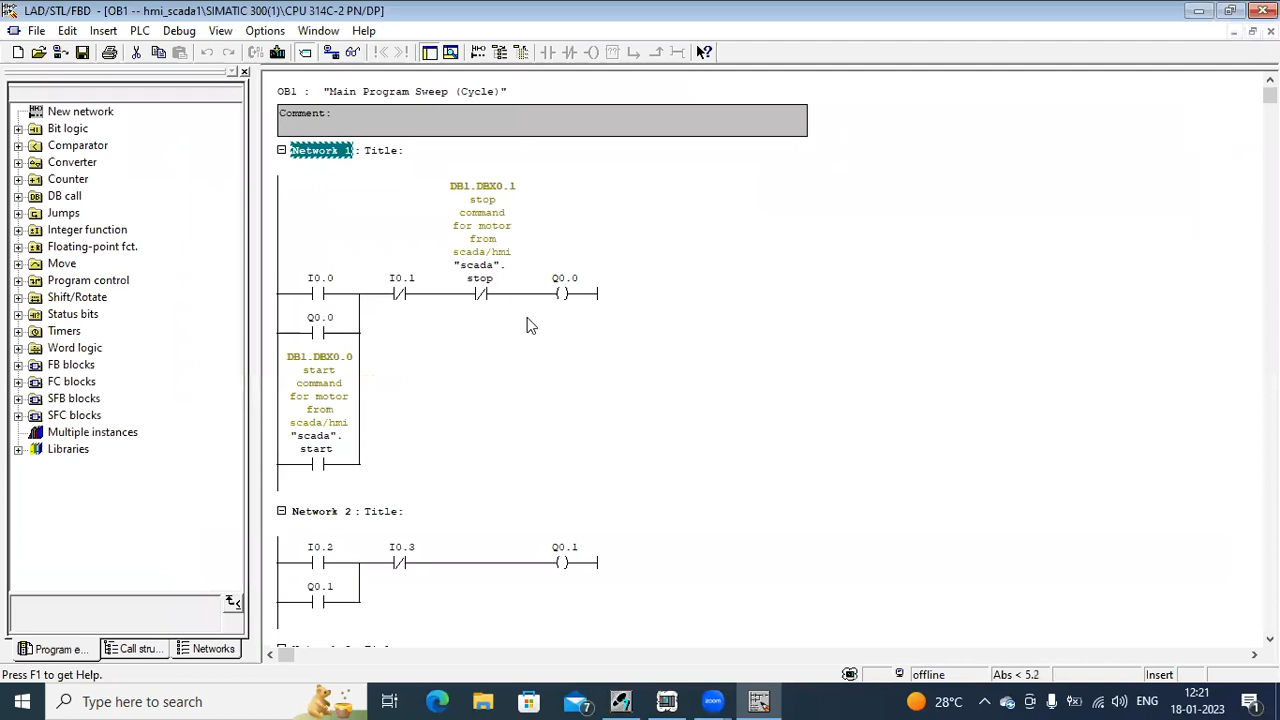 LAD/STL/FBD - [OB1 -- hmi_scada1\SIMATIC 300(1)\CPU 314C-2 PN/DP]
File Edit Insert PLC Debug View Options Window Help
New network
Bit logic
Comparator
Converter
Counter
DB call
Jumps
Integer function
Floating-point fct.
Move
Program control
Shift/Rotate
Status bits
Timers
Word logic
FB blocks
FC blocks
SFB blocks
SFC blocks
Multiple instances
Libraries
Program e...
Call stru...
Networks
OB1 : "Main Program Sweep (Cycle)"
Comment:
Network 1 : Title:
DB1.DBX0.1
stop
command
for motor
from
scada/hmi
"scada".
I0.0 I0.1 stop Q0.0
Q0.0
DB1.DBX0.0
start
command
for motor
from
scada/hmi
"scada".
start
Network 2 : Title:
I0.2 I0.3 Q0.1
Q0.1
Press F1 to get Help.
offline
Abs < 5.2
Insert
Type here to search
7
28°C
ENG
12:21
18-01-2023
1